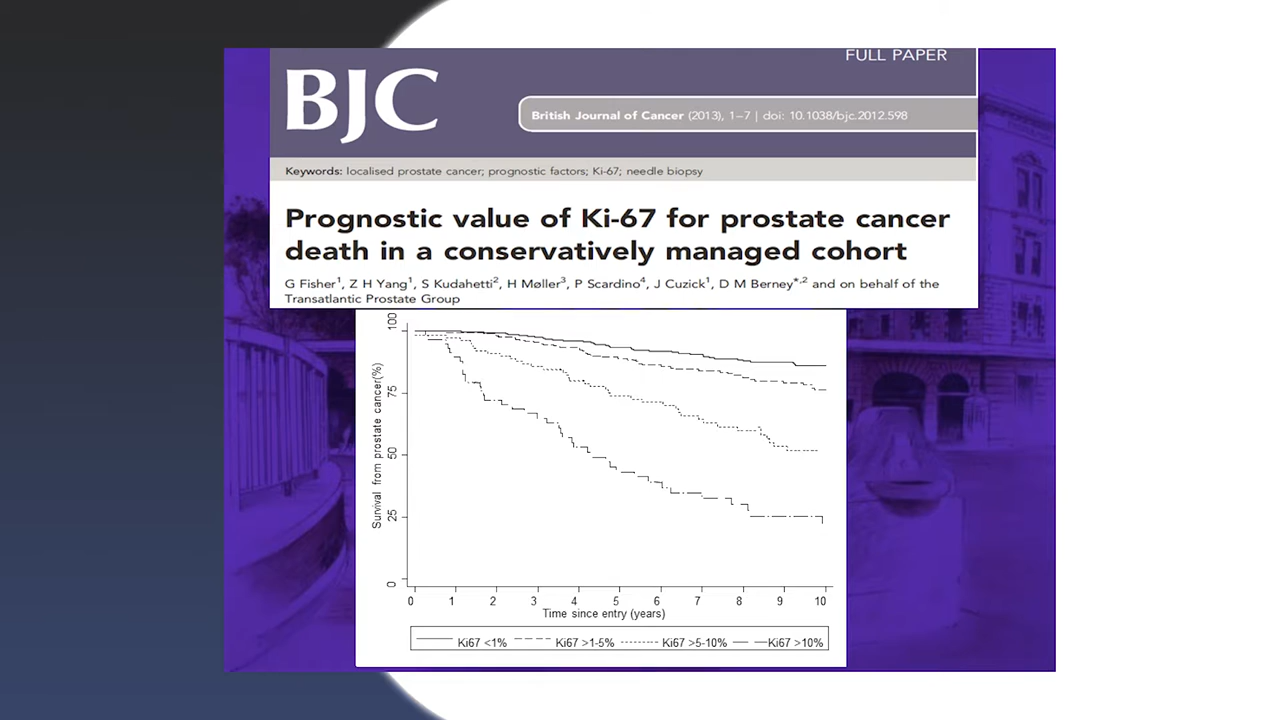 FULL PAPER
BJC
British Journal of Cancer (2013), 1–7 | doi: 10.1038/bjc.2012.598
Keywords: localised prostate cancer; prognostic factors; Ki-67; needle biopsy
Prognostic value of Ki-67 for prostate cancer
death in a conservatively managed cohort
G Fisher1, Z H Yang1, S Kudahetti2, H Møller3, P Scardino4, J Cuzick1, D M Berney*,2 and on behalf of the
Transatlantic Prostate Group
Survival from prostate cancer(%)
100
75
50
25
0
0 1 2 3 4 5 6 7 8 9 10
Time since entry (years)
Ki67 <1% Ki67 >1-5% Ki67 >5-10% Ki67 >10%